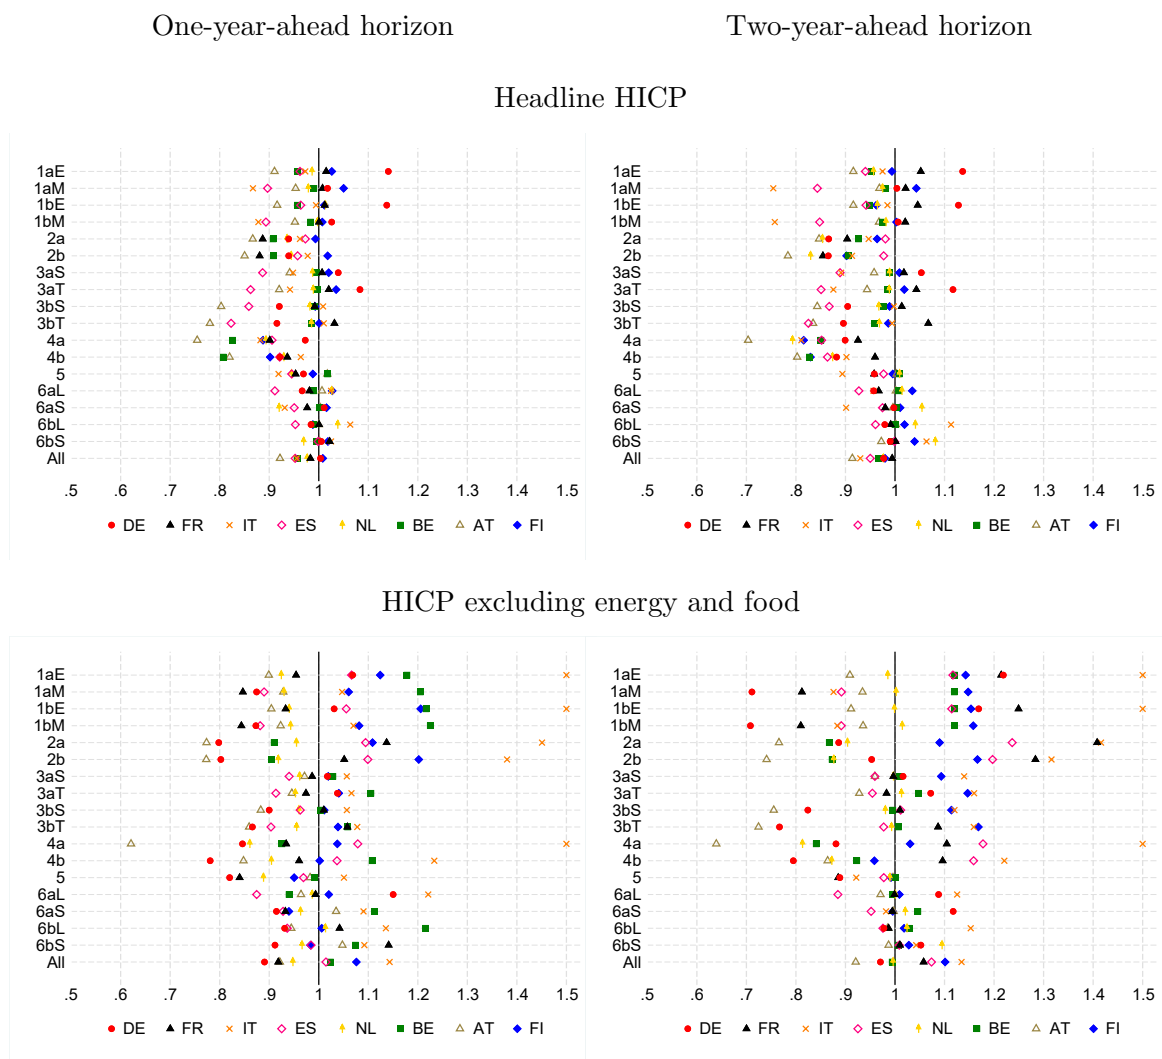 One-year-ahead horizon Two-year-ahead horizon
Headline HICP
1aE 1aE
1aM 1aM
1bE 1bE
1bM 1bM
2a 2a
2b 2b
3aS 3aS
3aT 3aT
3bS 3bS
3bT 3bT
4a 4a
4b 4b
5 5
6aL 6aL
6aS 6aS
6bL 6bL
6bS 6bS
All All
.5 .6 .7 .8 .9 1 1.1 1.2 1.3 1.4 1.5 .5 .6 .7 .8 .9 1 1.1 1.2 1.3 1.4 1.5
DE FR IT ES NL BE AT FI DE FR IT ES NL BE AT FI
HICP excluding energy and food
1aE 1aE
1aM 1aM
1bE 1bE
1bM 1bM
2a 2a
2b 2b
3aS 3aS
3aT 3aT
3bS 3bS
3bT 3bT
4a 4a
4b 4b
5 5
6aL 6aL
6aS 6aS
6bL 6bL
6bS 6bS
All All
.5 .6 .7 .8 .9 1 1.1 1.2 1.3 1.4 1.5 .5 .6 .7 .8 .9 1 1.1 1.2 1.3 1.4 1.5
DE FR IT ES NL BE AT FI DE FR IT ES NL BE AT FI